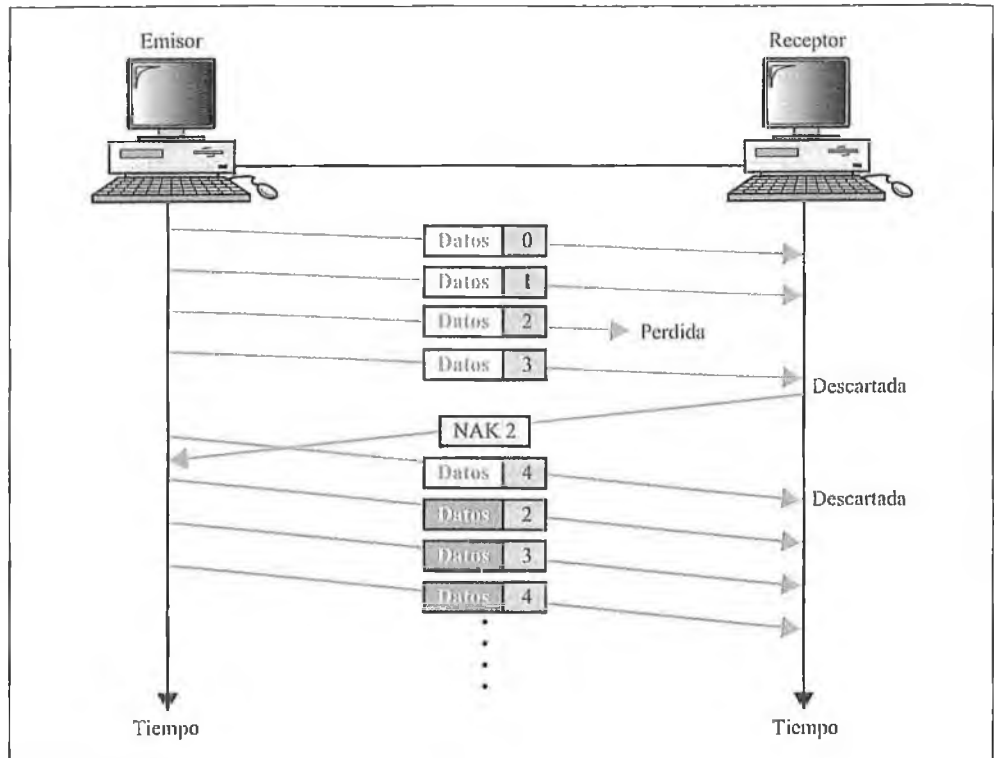 Emisor
Receptor
Datos 0
Datos 1
Datos 2
Perdida
Datos 3
Descartada
NAK 2
Datos 4
Descartada
Datos 2
Datos 3
Datos 4
Tiempo
Tiempo